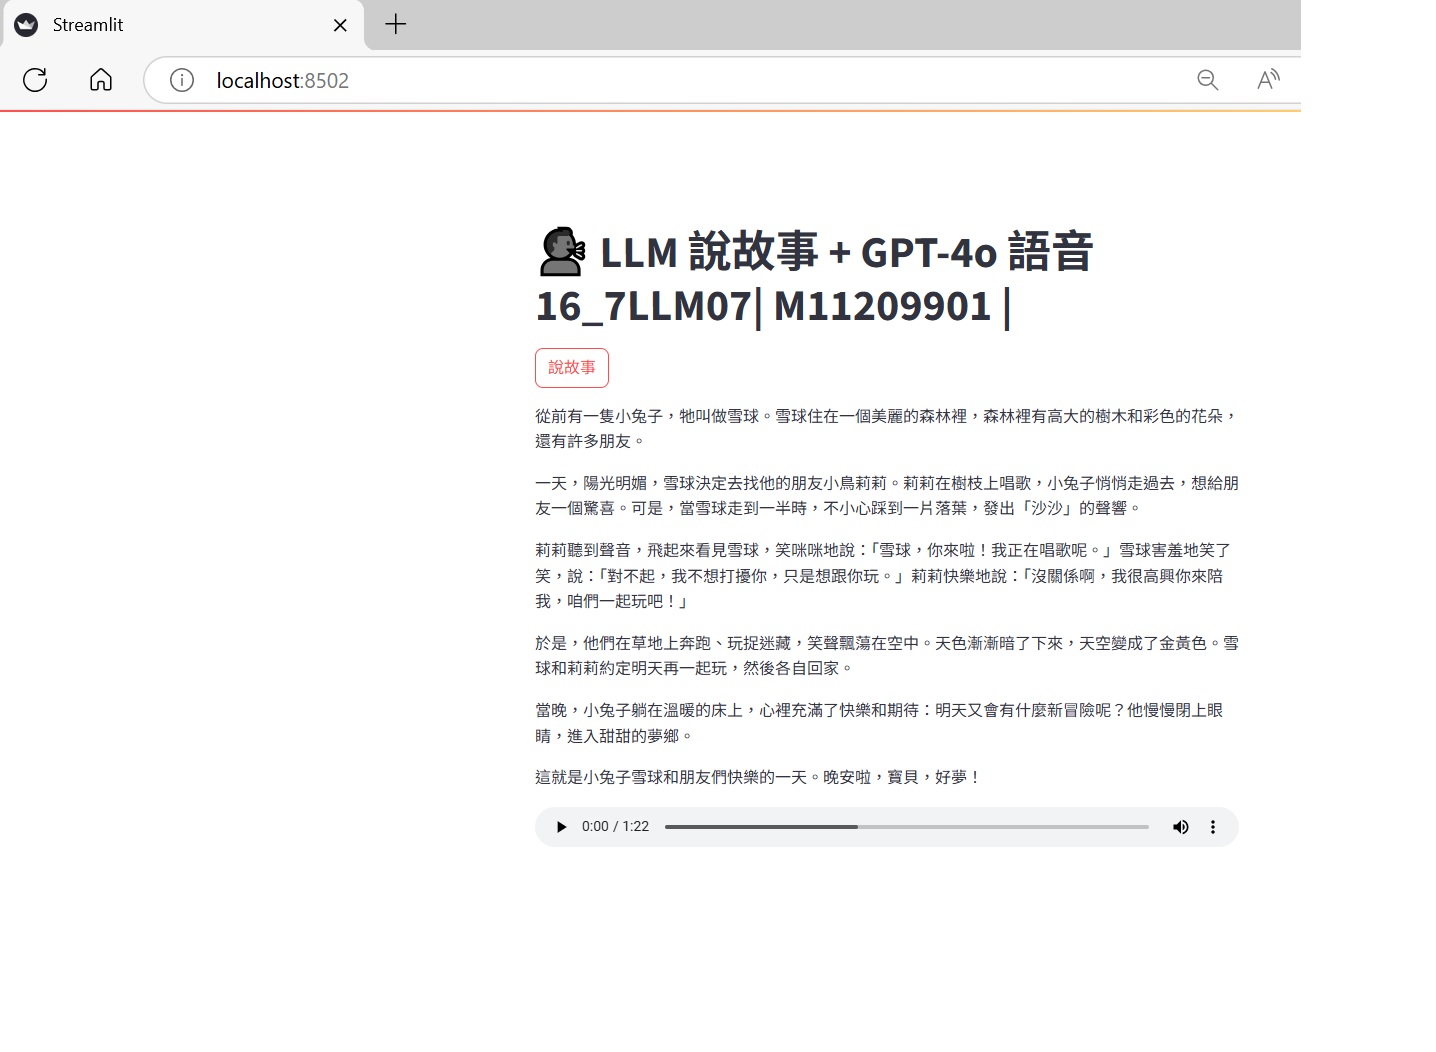 Streamlit
localhost:8502
LLM 說故事 + GPT-4o 語音
16_7LLM07| M11209901 |
說故事
從前有一隻小兔子，牠叫做雪球。雪球住在一個美麗的森林裡，森林裡有高大的樹木和彩色的花朵，
還有許多朋友。
一天，陽光明媚，雪球決定去找他的朋友小鳥莉莉。莉莉在樹枝上唱歌，小兔子悄悄走過去，想給朋
友一個驚喜。可是，當雪球走到一半時，不小心踩到一片落葉，發出「沙沙」的聲響。
莉莉聽到聲音，飛起來看見雪球，笑咪咪地說：「雪球，你來啦！我正在唱歌呢。」雪球害羞地笑了
笑，說：「對不起，我不想打擾你，只是想跟你玩。」莉莉快樂地說：「沒關係啊，我很高興你來陪
我，咱們一起玩吧！」
於是，他們在草地上奔跑、玩捉迷藏，笑聲飄蕩在空中。天色漸漸暗了下來，天空變成了金黃色。雪
球和莉莉約定明天再一起玩，然後各自回家。
當晚，小兔子躺在溫暖的床上，心裡充滿了快樂和期待：明天又會有什麼新冒險呢？他慢慢閉上眼
睛，進入甜甜的夢鄉。
這就是小兔子雪球和朋友們快樂的一天。晚安啦，寶貝，好夢！
0:00 / 1:22